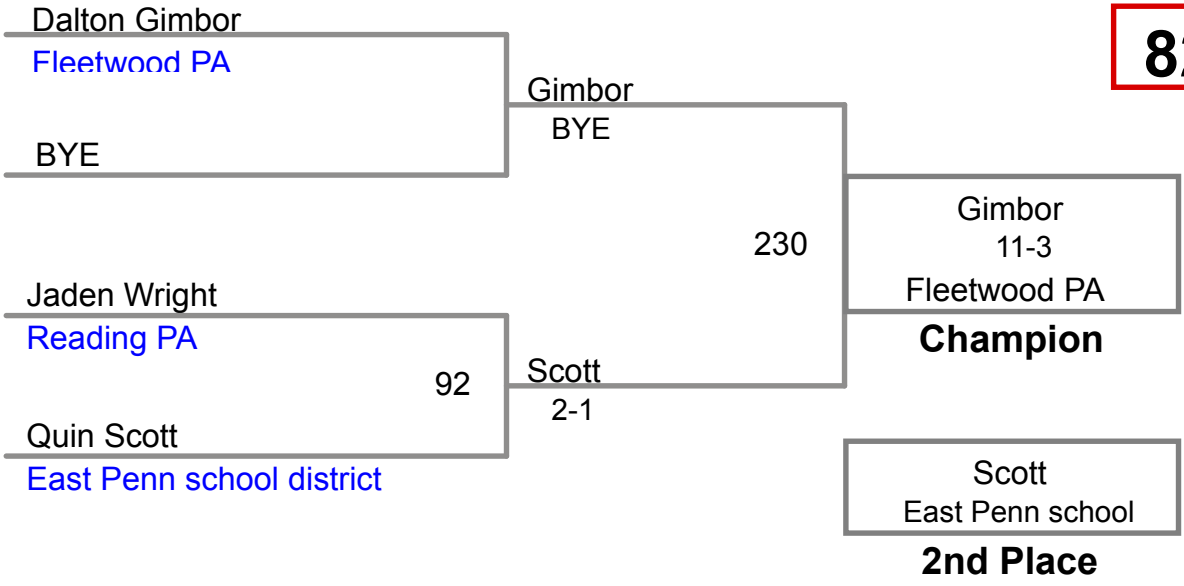 Dalton Gimbor
Fleetwood PA
Gimbor
BYE
BYE
230
Gimbor
11-3
Fleetwood PA
Champion
Jaden Wright
Reading PA
92
Scott
2-1
Quin Scott
East Penn school district
Scott
East Penn school
2nd Place